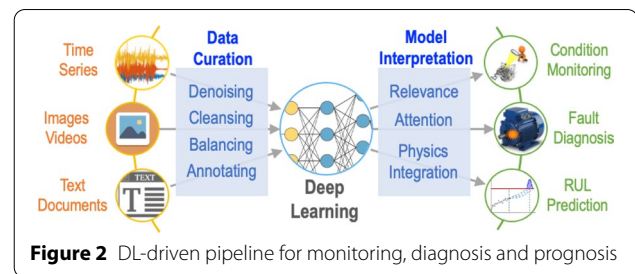 Time
Series
Images
Videos
Text
Documents
TEXT
T
Data
Curation
Denoising
Cleansing
Balancing
Annotating
Deep
Learning
Model
Interpretation
Relevance
Attention
Physics
Integration
Condition
Monitoring
Fault
Diagnosis
RUL
Prediction
Figure 2 DL-driven pipeline for monitoring, diagnosis and prognosis